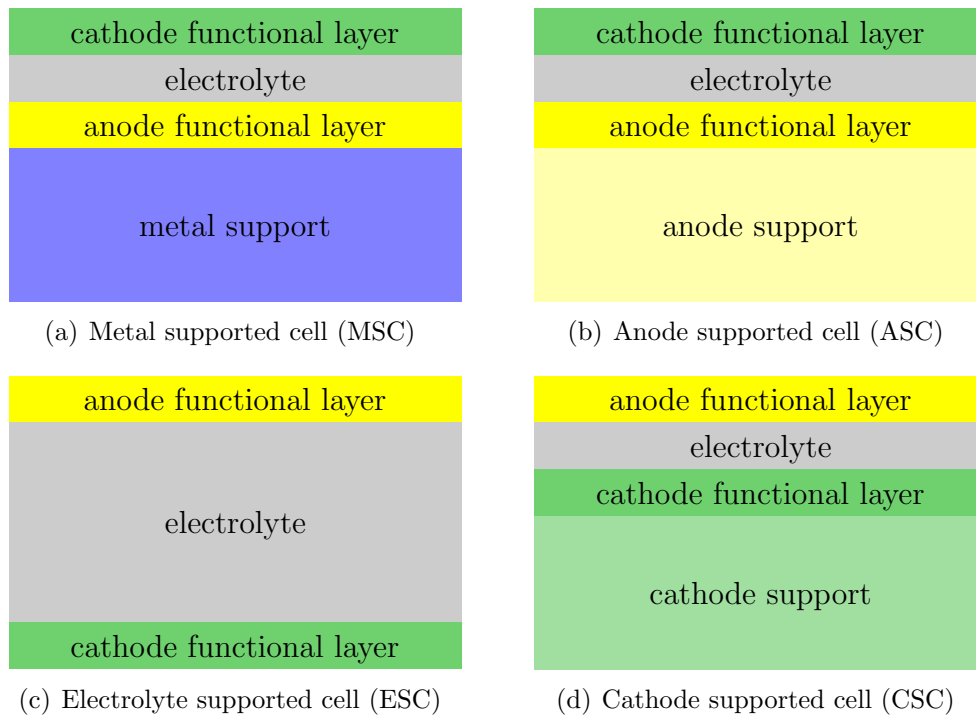 cathode functional layer
electrolyte
anode functional layer
metal support
(a) Metal supported cell (MSC)
cathode functional layer
electrolyte
anode functional layer
anode support
(b) Anode supported cell (ASC)
anode functional layer
electrolyte
cathode functional layer
(c) Electrolyte supported cell (ESC)
anode functional layer
electrolyte
cathode functional layer
cathode support
(d) Cathode supported cell (CSC)